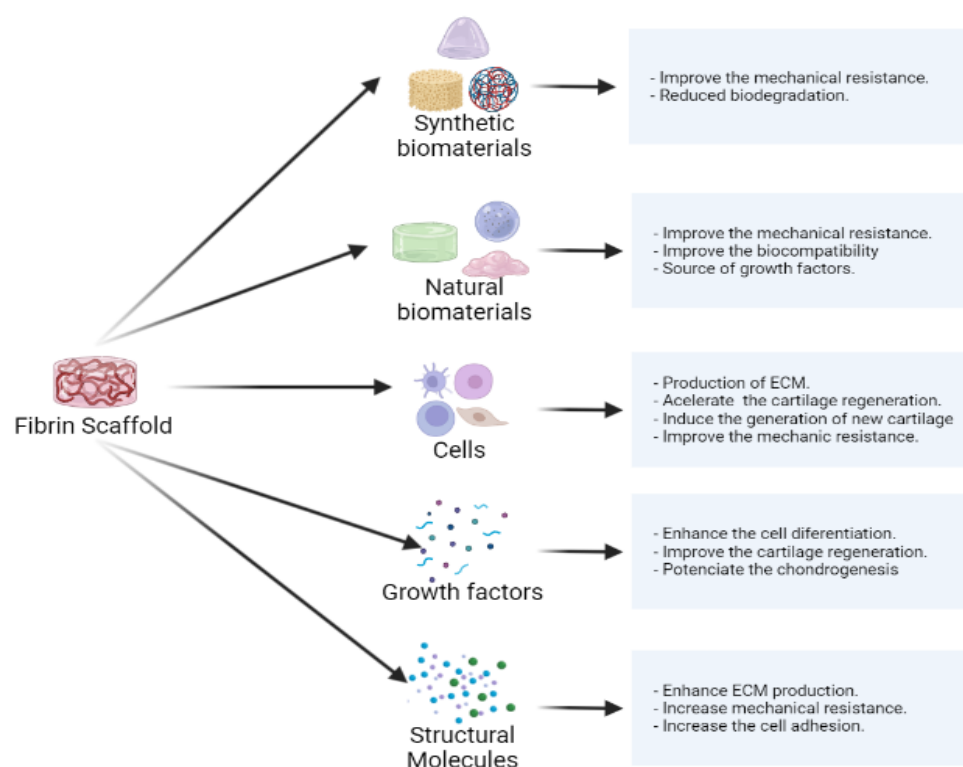 Synthetic
biomaterials
- Improve the mechanical resistance.
- Reduced biodegradation.
Natural
biomaterials
- Improve the mechanical resistance.
- Improve the biocompatibility
- Source of growth factors.
Fibrin Scaffold
Cells
- Production of ECM.
- Acelerate the cartilage regeneration.
- Induce the generation of new cartilage
- Improve the mechanic resistance.
Growth factors
- Enhance the cell diferentiation.
- Improve the cartilage regeneration.
- Potenciate the chondrogenesis
Structural
Molecules
- Enhance ECM production.
- Increase mechanical resistance.
- Increase the cell adhesion.